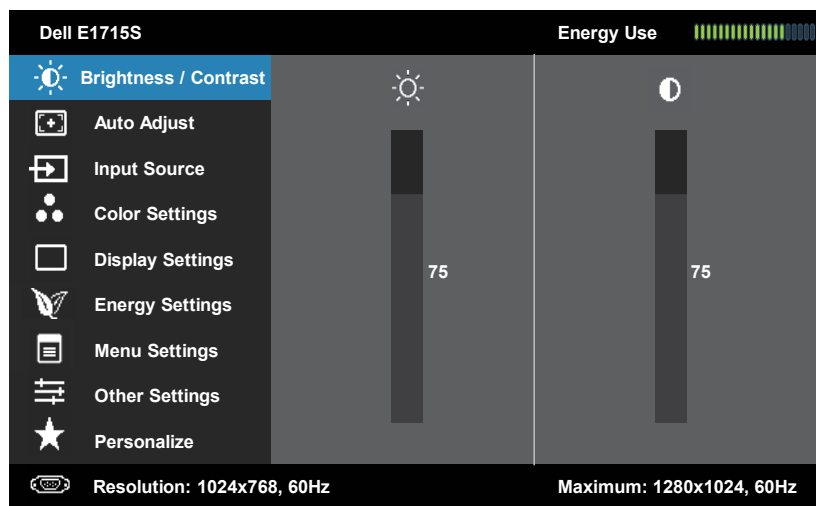 Dell E1715S
Energy Use
Brightness / Contrast
Auto Adjust
Input Source
Color Settings
Display Settings
Energy Settings
Menu Settings
Other Settings
Personalize
75
75
Resolution: 1024x768, 60Hz
Maximum: 1280x1024, 60Hz